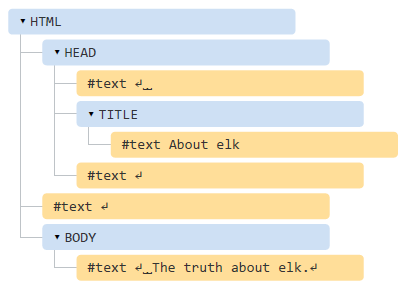 ▾ HTML
▾ HEAD
#text ↵␣␣
▾ TITLE
#text About elk
#text ↵
#text ↵
▾ BODY
#text ↵␣␣The truth about elk.↵